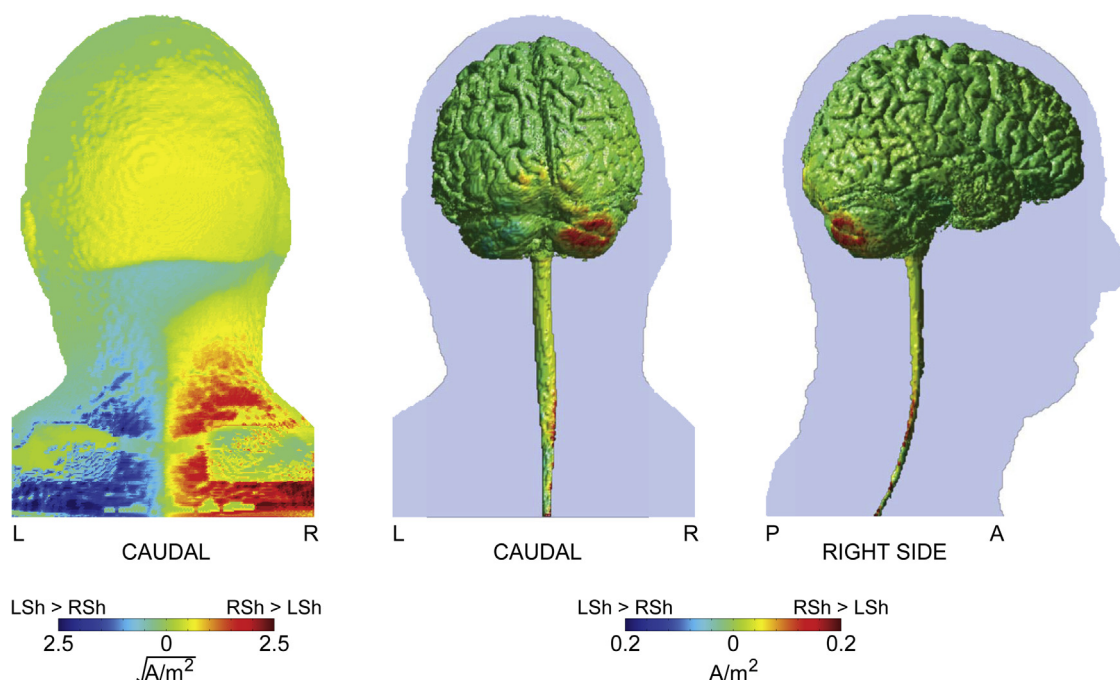 L R
CAUDAL
L R
CAUDAL
P A
RIGHT SIDE
LSh > RSh RSh > LSh
2.5 0 2.5
√A/m²
LSh > RSh RSh > LSh
0.2 0 0.2
A/m²